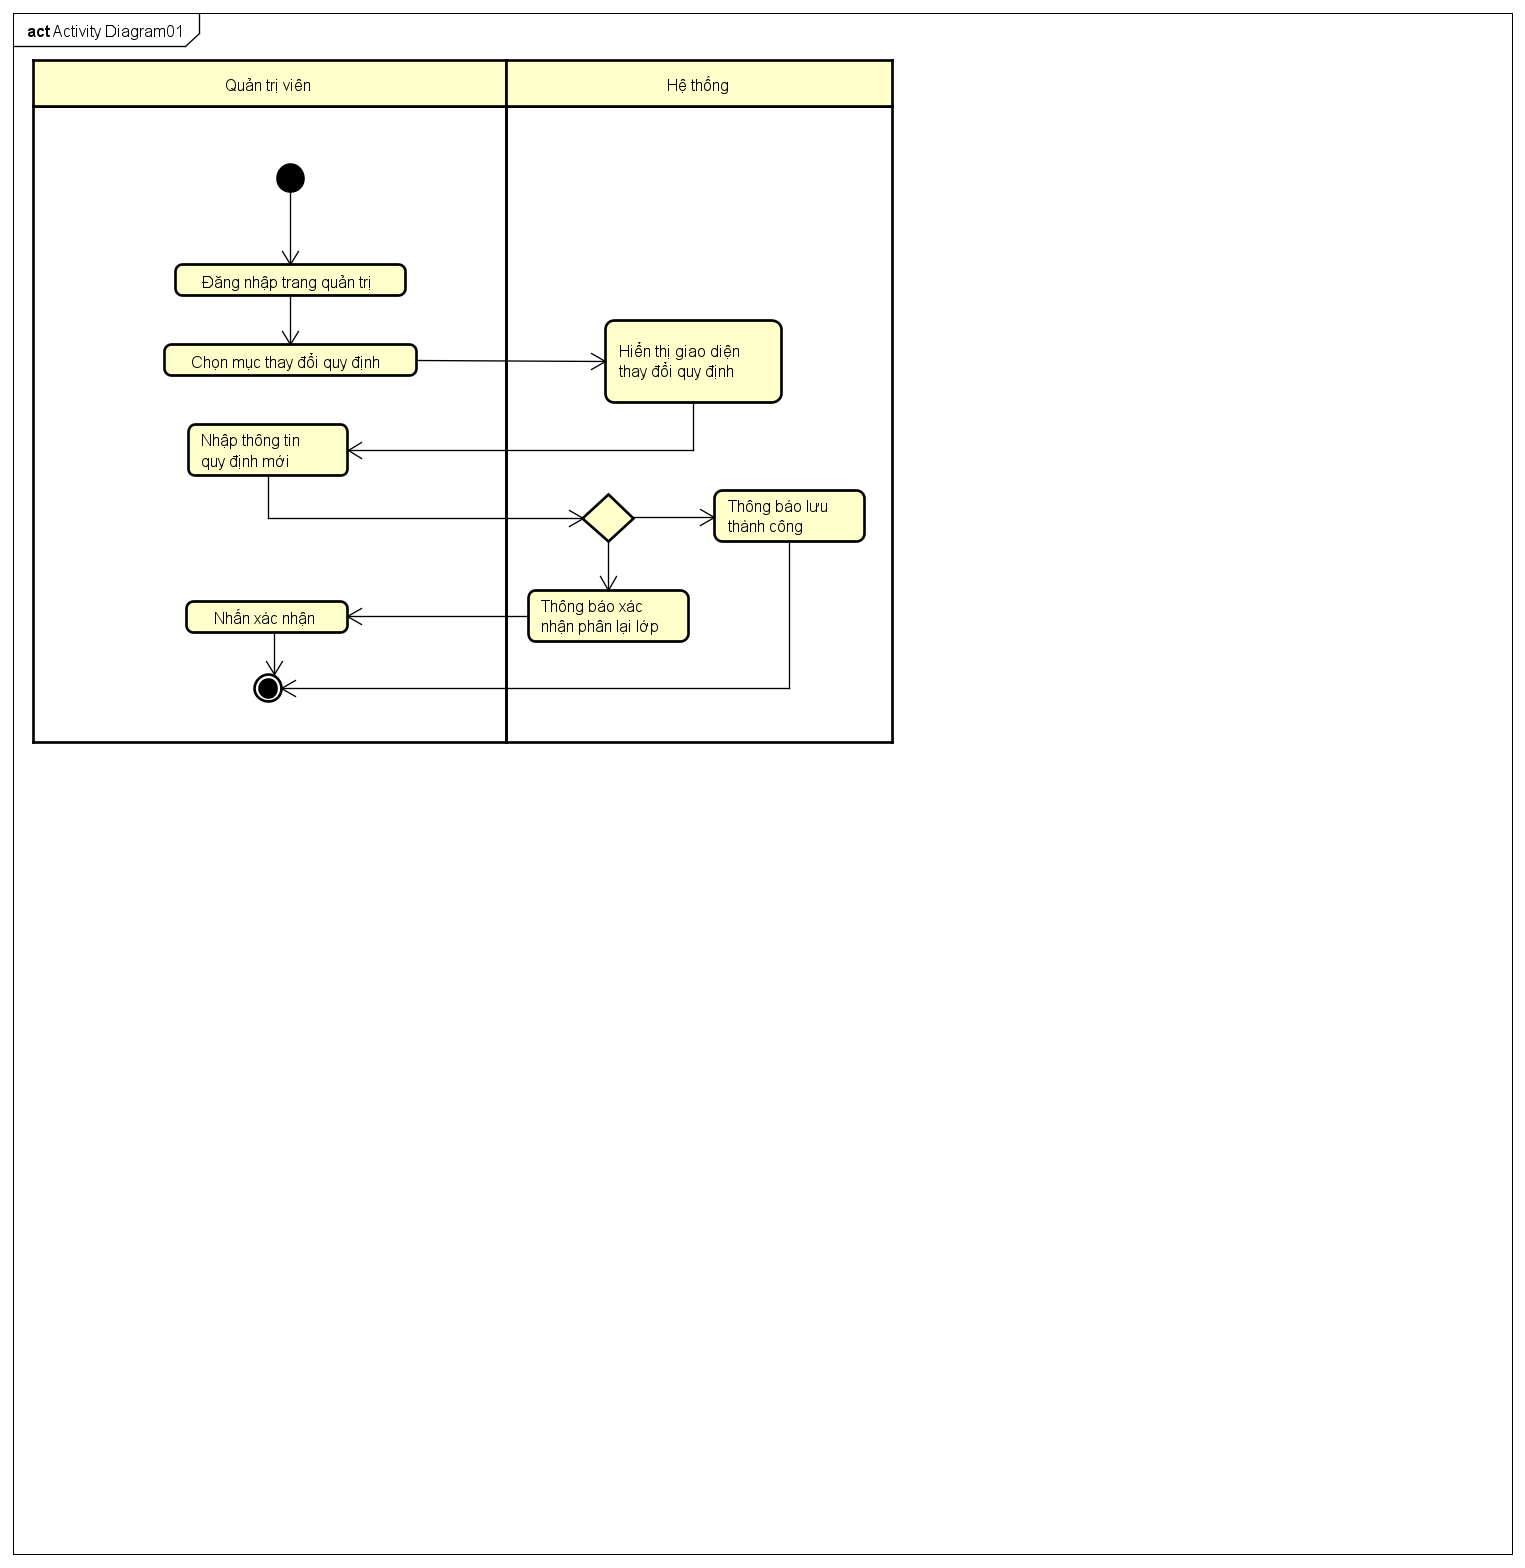 act Activity Diagram01
Quản trị viên
Hệ thống
Đăng nhập trang quản trị
Chọn mục thay đổi quy định
Hiển thị giao diện
thay đổi quy định
Nhập thông tin
quy định mới
Thông báo lưu
thành công
Thông báo xác
nhận phân lại lớp
Nhấn xác nhận